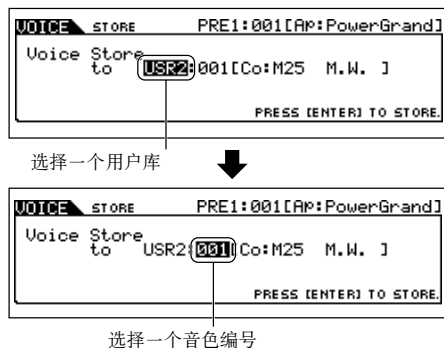 VOICE STORE PRE1:001[AP:PowerGrand]
Voice Store
to USR2:001[Co:M25 M.W. ]
PRESS [ENTER] TO STORE.
选择一个用户库
VOICE STORE PRE1:001[AP:PowerGrand]
Voice Store
to USR2:001[Co:M25 M.W. ]
PRESS [ENTER] TO STORE.
选择一个音色编号